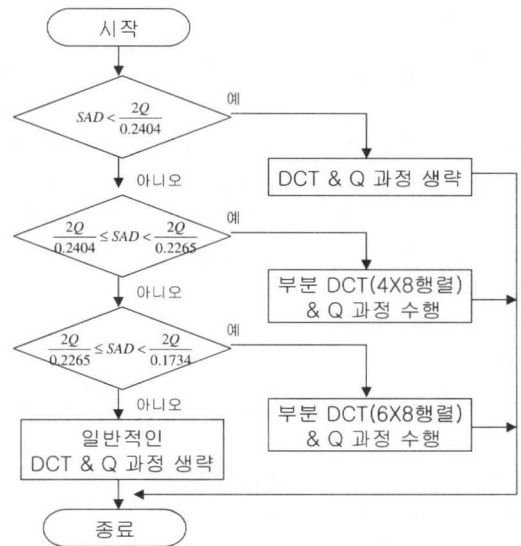 시작
SAD < 2Q/0.2404
예
아니오
DCT & Q 과정 생략
2Q/0.2404 ≤ SAD < 2Q/0.2265
예
아니오
부분 DCT(4X8행렬)
& Q 과정 수행
2Q/0.2265 ≤ SAD < 2Q/0.1734
예
아니오
부분 DCT(6X8행렬)
& Q 과정 수행
일반적인
DCT & Q 과정 생략
종료